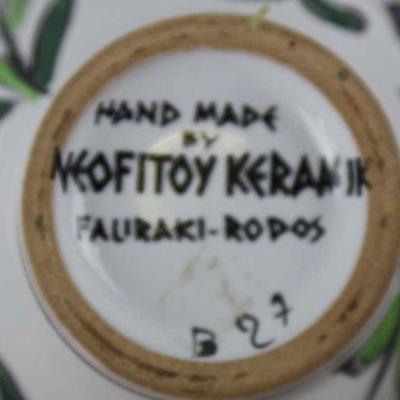 HAND MADE
BY
NEOFITOY KERAMIK
FALIRAKI-RODOS
B 27